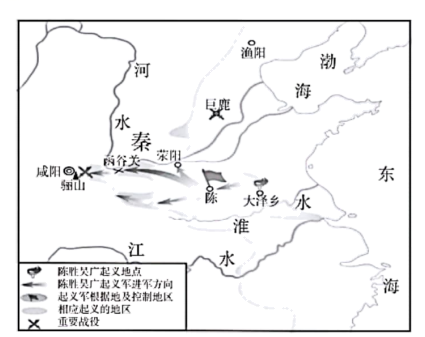 渔阳
渤
海
河
水
巨鹿
秦
函谷关
荥阳
咸阳
骊山
陈
大泽乡
东
海
水
淮
江
水
陈胜吴广起义地点
陈胜吴广起义军进军方向
起义军根据地及控制地区
相应起义的地区
重要战役